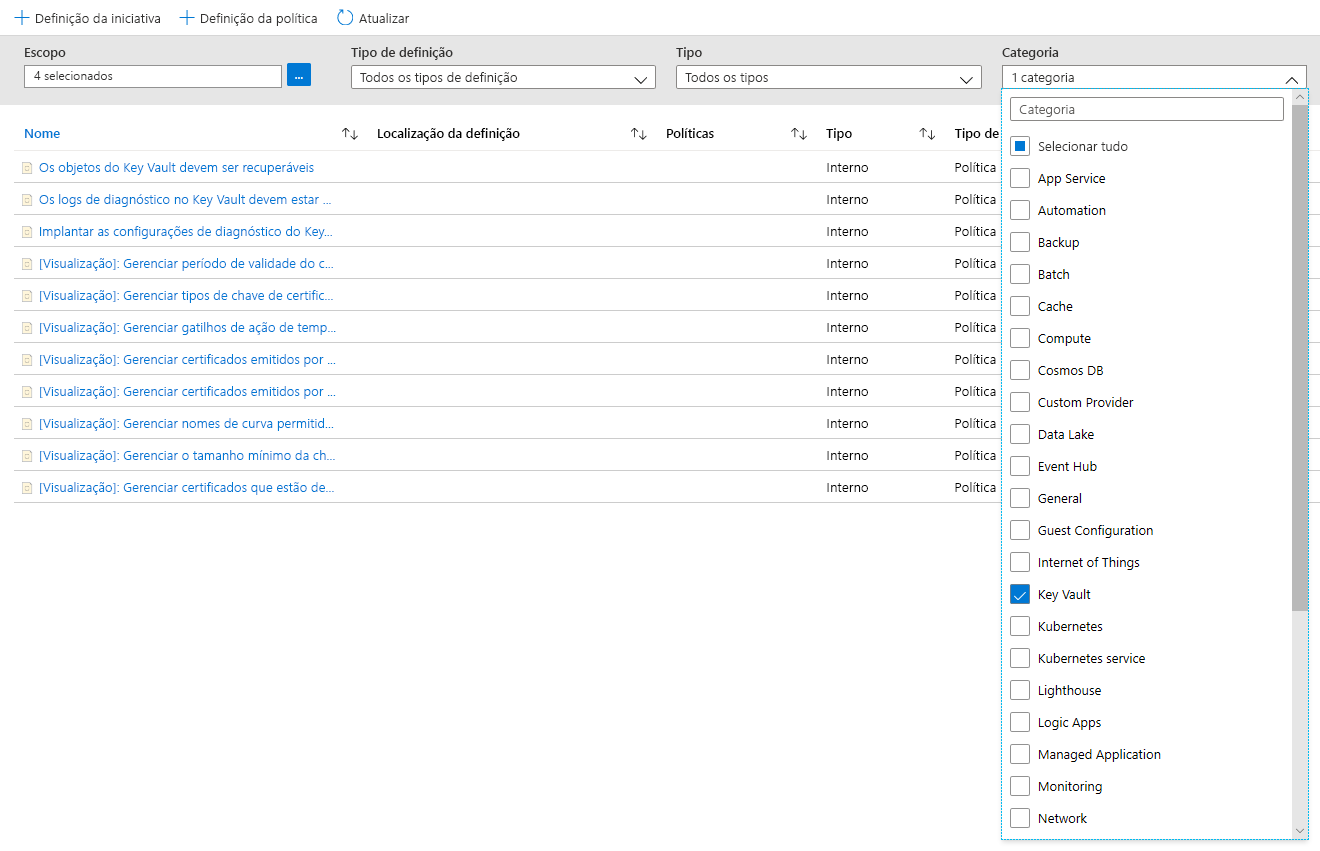 Definição da iniciativa Definição da política Atualizar
Escopo Tipo de definição Tipo Categoria
4 selecionados ... Todos os tipos de definição Todos os tipos 1 categoria
Categoria
Nome Localização da definição Políticas Tipo Tipo de
Os objetos do Key Vault devem ser recuperáveis Interno Política
Os logs de diagnóstico no Key Vault devem estar ... Interno Política
Implantar as configurações de diagnóstico do Key... Interno Política
[Visualização]: Gerenciar período de validade do c... Interno Política
[Visualização]: Gerenciar tipos de chave de certific... Interno Política
[Visualização]: Gerenciar gatilhos de ação de temp... Interno Política
[Visualização]: Gerenciar certificados emitidos por ... Interno Política
[Visualização]: Gerenciar certificados emitidos por ... Interno Política
[Visualização]: Gerenciar nomes de curva permitid... Interno Política
[Visualização]: Gerenciar o tamanho mínimo da ch... Interno Política
[Visualização]: Gerenciar certificados que estão de... Interno Política
Selecionar tudo
App Service
Automation
Backup
Batch
Cache
Compute
Cosmos DB
Custom Provider
Data Lake
Event Hub
General
Guest Configuration
Internet of Things
Key Vault
Kubernetes
Kubernetes service
Lighthouse
Logic Apps
Managed Application
Monitoring
Network